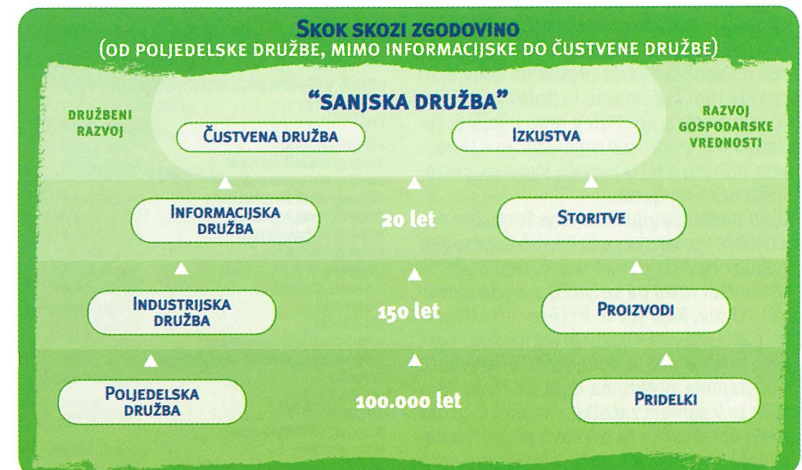 SKOK SKOZI ZGODOVINO
(OD POLJEDELSKE DRUŽBE, MIMO INFORMACIJSKE DO ČUSTVENE DRUŽBE)
"SANJSKA DRUŽBA"
DRUŽBENI
RAZVOJ
RAZVOJ
GOSPODARSKE
VREDNOSTI
ČUSTVENA DRUŽBA
IZKUSTVA
INFORMACIJSKA
DRUŽBA
20 let
STORITVE
INDUSTRIJSKA
DRUŽBA
150 let
PROIZVODI
POLJEDELSKA
DRUŽBA
100.000 let
PRIDELKI